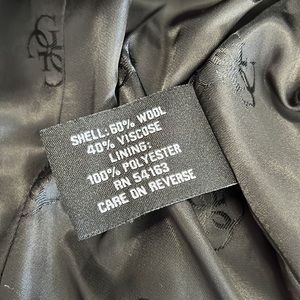 SHELL: 60% WOOL
40% VISCOSE
LINING:
100% POLYESTER
RN 54163
CARE ON REVERSE